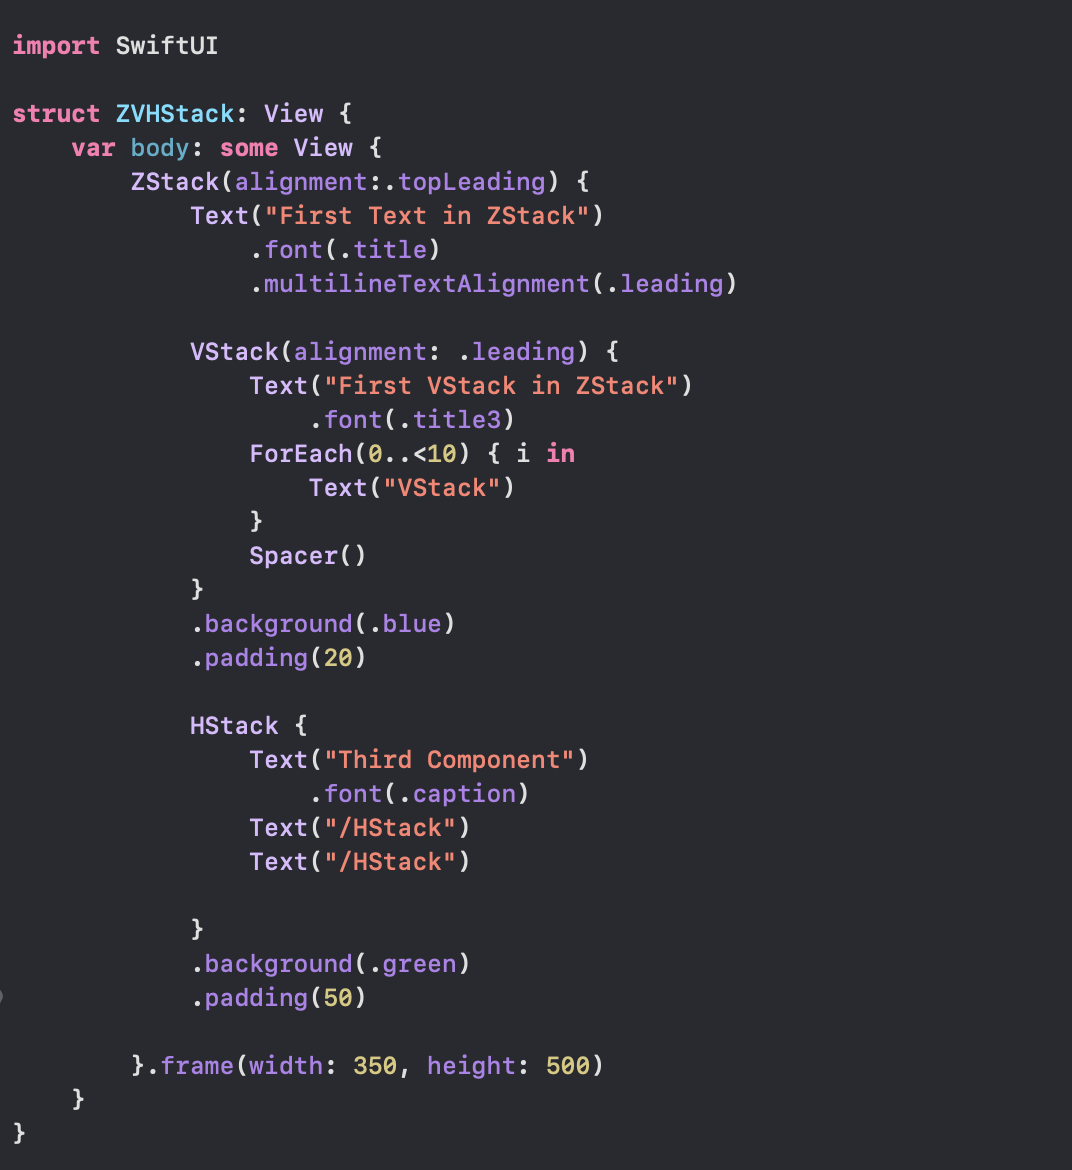 import SwiftUI

struct ZVHStack: View {
    var body: some View {
        ZStack(alignment:.topLeading) {
            Text("First Text in ZStack")
                .font(.title)
                .multilineTextAlignment(.leading)

            VStack(alignment: .leading) {
                Text("First VStack in ZStack")
                    .font(.title3)
                ForEach(0..<10) { i in
                    Text("VStack")
                }
                Spacer()
            }
            .background(.blue)
            .padding(20)

            HStack {
                Text("Third Component")
                    .font(.caption)
                Text("/HStack")
                Text("/HStack")

            }
            .background(.green)
            .padding(50)

        }.frame(width: 350, height: 500)
    }
}